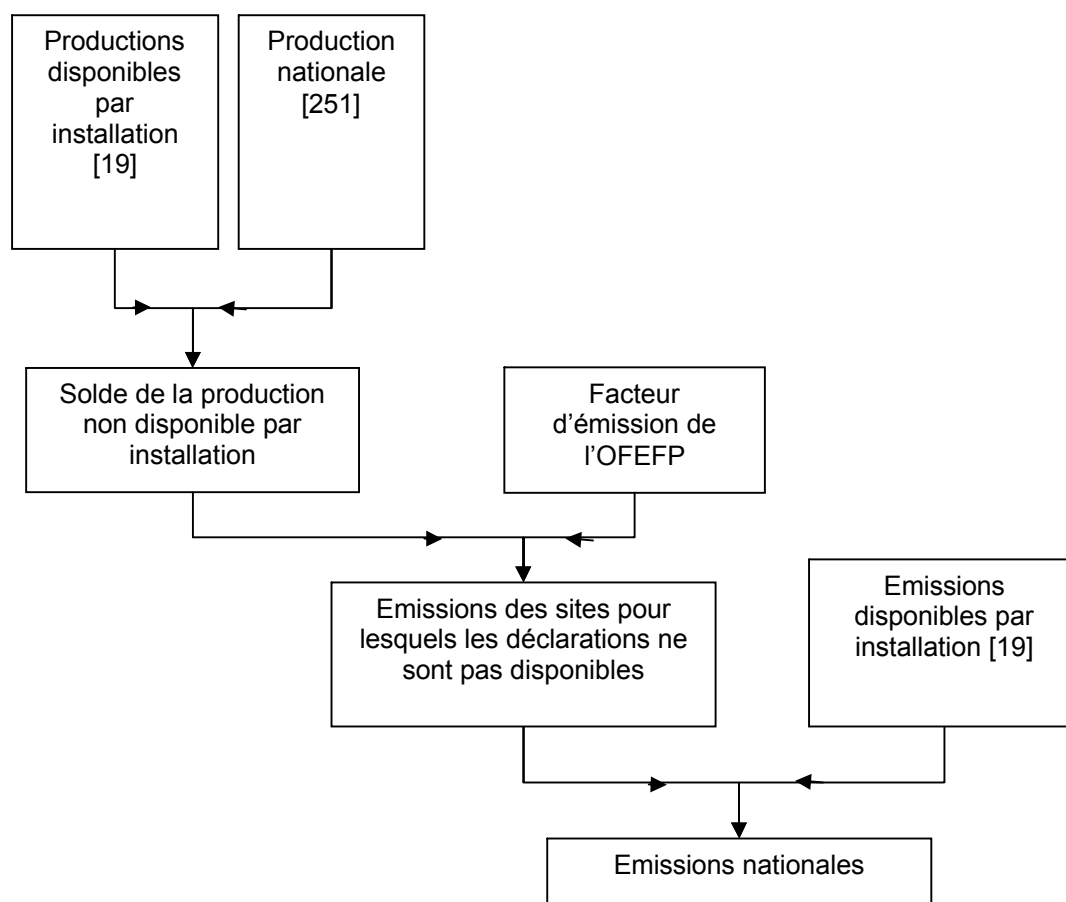 Productions
disponibles
par
installation
[19]
Production
nationale
[251]
Solde de la production
non disponible par
installation
Facteur
d’émission de
l’OFEFP
Emissions des sites pour
lesquels les déclarations ne
sont pas disponibles
Emissions
disponibles par
installation [19]
Emissions nationales